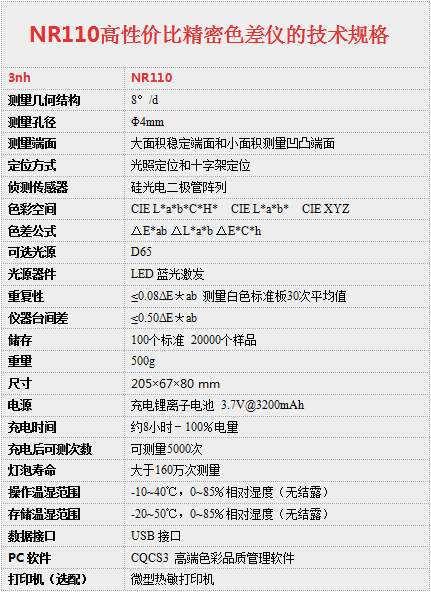 NR110高性价比精密色差仪的技术规格
3nh NR110
测量几何结构 8°/d
测量孔径 Φ4mm
测量端面 大面积稳定端面和小面积测量凹凸端面
定位方式 光照定位和十字架定位
侦测传感器 硅光电二极管阵列
色彩空间 CIE L*a*b*C*H* CIE L*a*b* CIE XYZ
色差公式 △E*ab △L*a*b △E*C*h
可选光源 D65
光源器件 LED 蓝光激发
重复性 ≤0.08ΔE＊ab 测量白色标准板30次平均值
仪器台间差 ≤0.50ΔE＊ab
储存 100个标准 20000个样品
重量 500g
尺寸 205×67×80 mm
电源 充电锂离子电池 3.7V@3200mAh
充电时间 约8小时－100%电量
充电后可测次数 可测量5000次
灯泡寿命 大于160万次测量
操作温湿范围 -10~40℃，0~85%相对湿度（无结露）
存储温湿范围 -20~50℃，0~85%相对湿度（无结露）
数据接口 USB 接口
PC 软件 CQCS3 高端色彩品质管理软件
打印机（选配） 微型热敏打印机